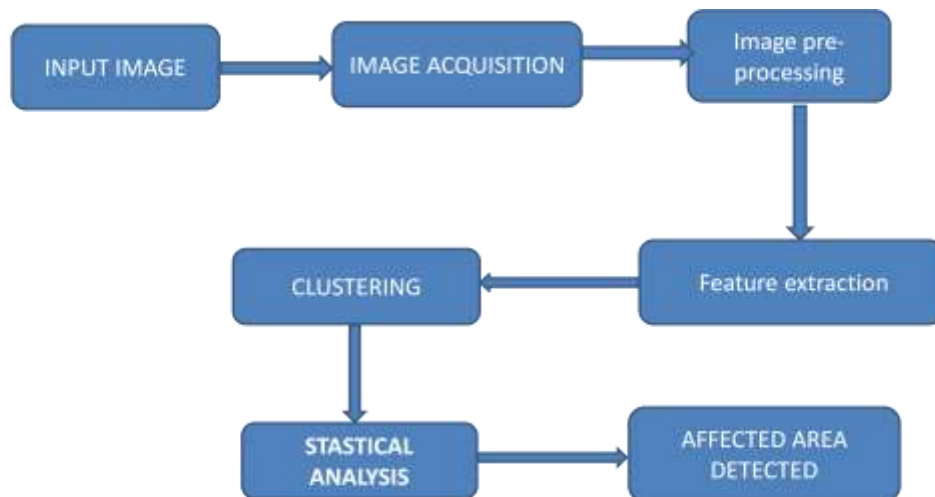 INPUT IMAGE
IMAGE ACQUISITION
Image pre-
processing
Feature extraction
CLUSTERING
STASTICAL
ANALYSIS
AFFECTED AREA
DETECTED